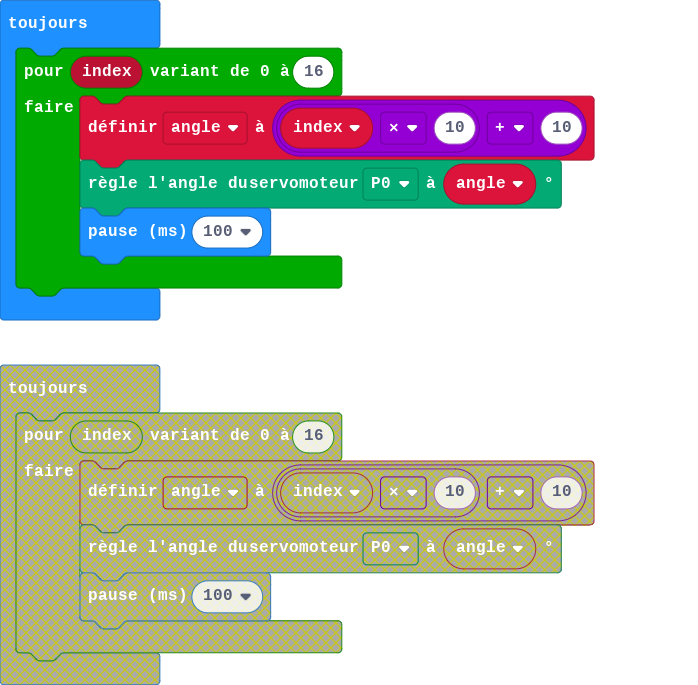 toujours
pour index variant de 0 à 16
faire
définir angle à index × 10 + 10
règle l'angle duservomoteur P0 à angle °
pause (ms) 100
toujours
pour index variant de 0 à 16
faire
définir angle à index × 10 + 10
règle l'angle duservomoteur P0 à angle °
pause (ms) 100